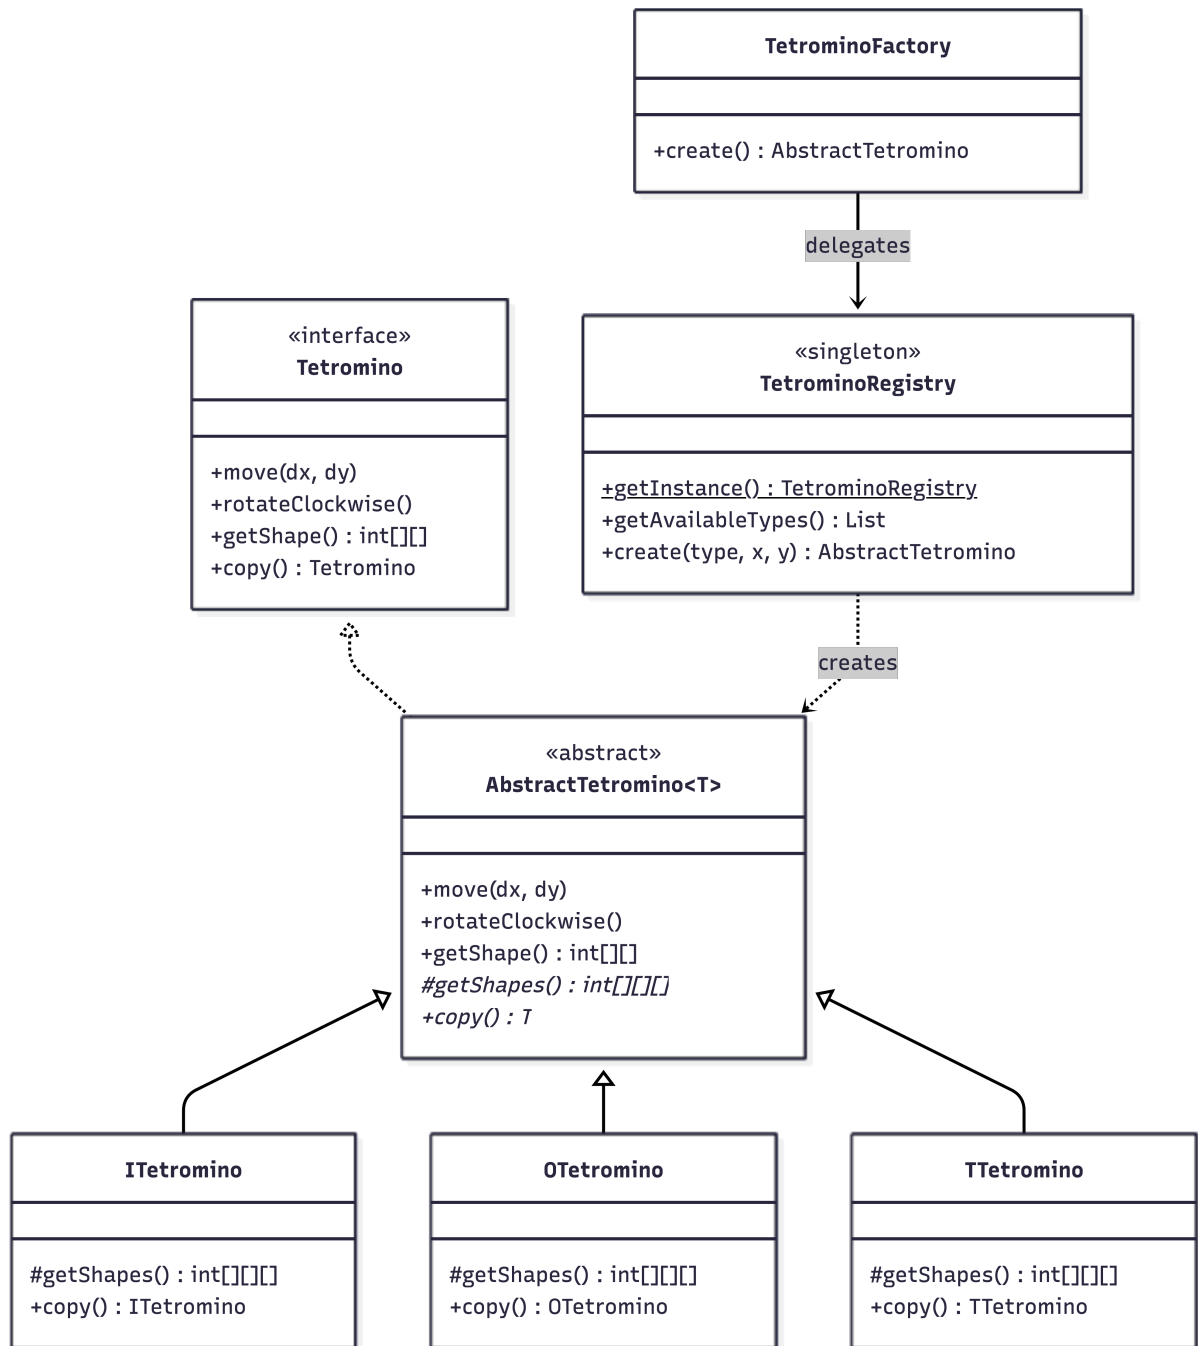 TetrominoFactory
+create() : AbstractTetromino
delegates
«interface»
Tetromino
+move(dx, dy)
+rotateClockwise()
+getShape() : int[][]
+copy() : Tetromino
«singleton»
TetrominoRegistry
+getInstance() : TetrominoRegistry
+getAvailableTypes() : List
+create(type, x, y) : AbstractTetromino
creates
«abstract»
AbstractTetromino<T>
+move(dx, dy)
+rotateClockwise()
+getShape() : int[][]
#getShapes() : int[][][]
+copy() : T
ITetromino
#getShapes() : int[][][]
+copy() : ITetromino
OTetromino
#getShapes() : int[][][]
+copy() : OTetromino
TTetromino
#getShapes() : int[][][]
+copy() : TTetromino